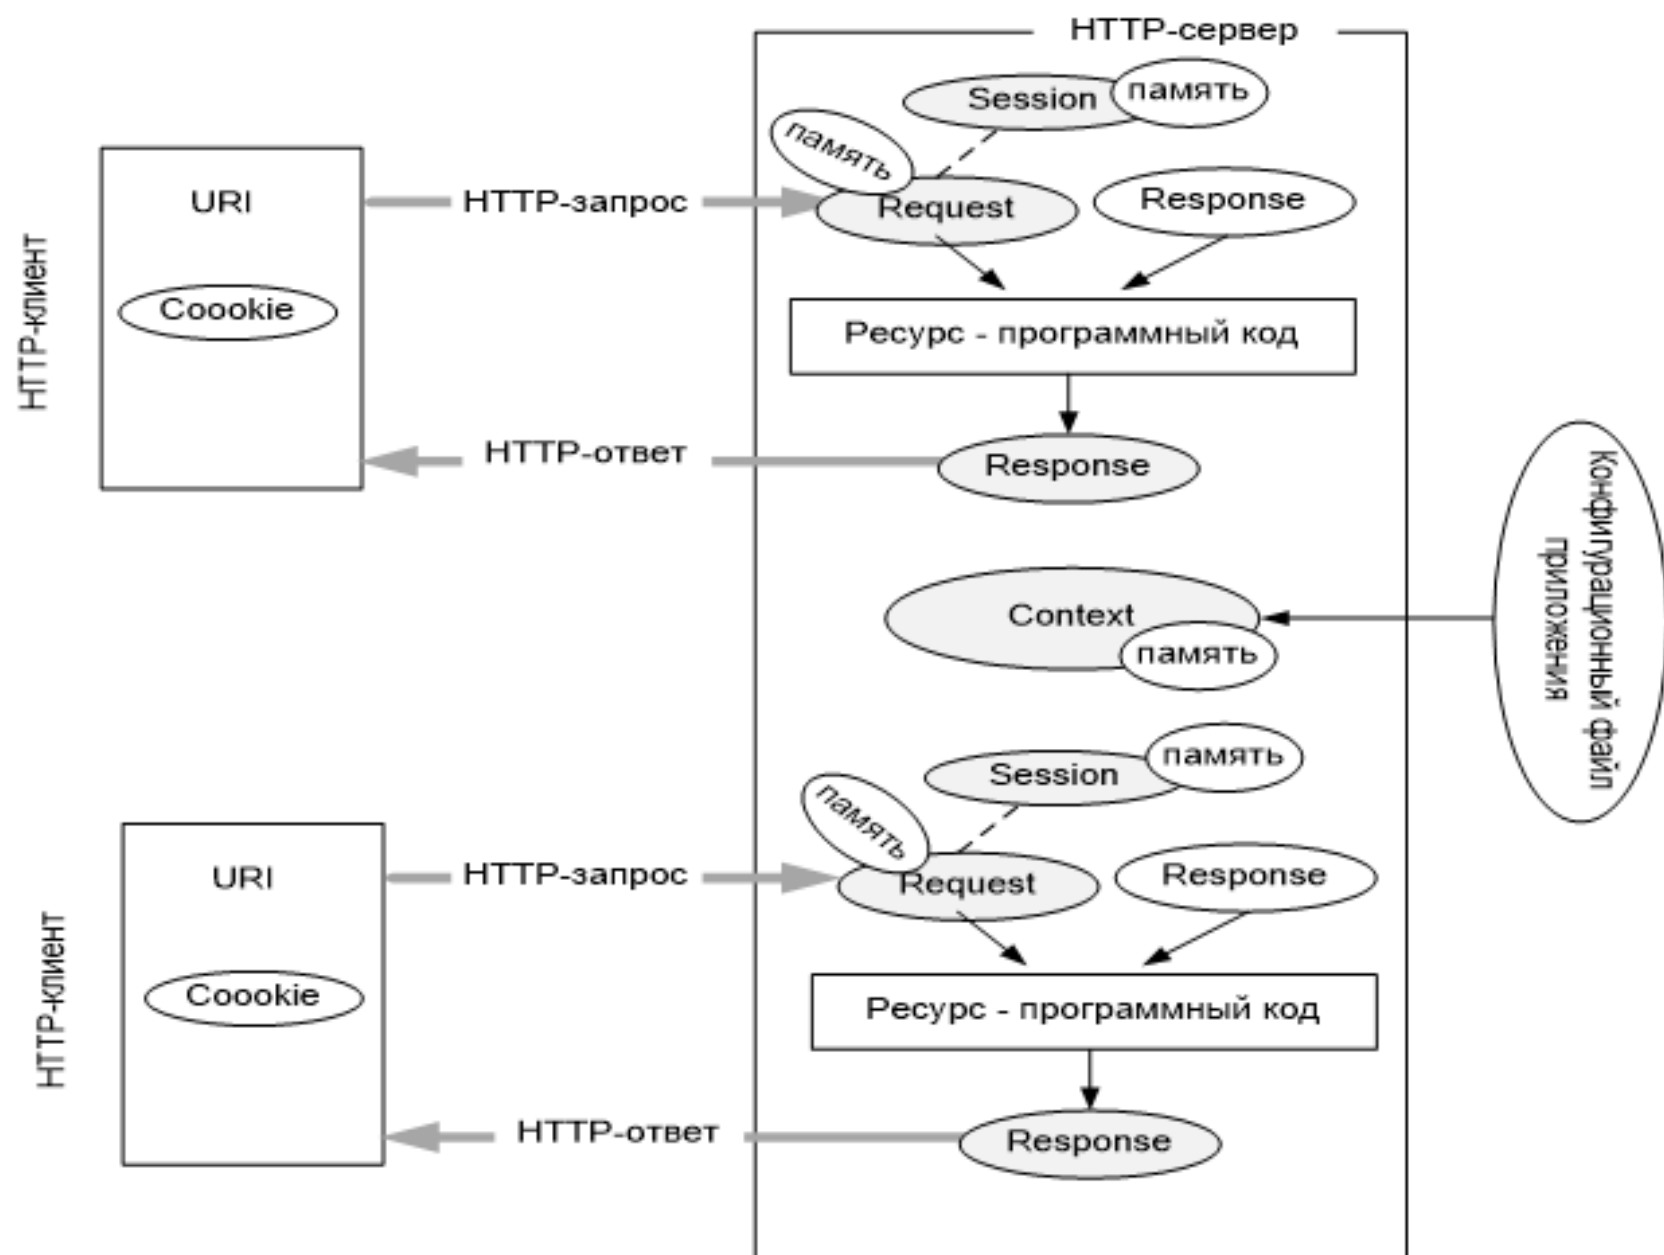 HTTP-сервер
Session
память
память
HTTP-клиент
URI
HTTP-запрос
Request
Response
Coookie
Ресурс - программный код
HTTP-ответ
Response
Конфигурационный файл
приложения
Context
память
Session
память
память
HTTP-клиент
URI
HTTP-запрос
Request
Response
Coookie
Ресурс - программный код
HTTP-ответ
Response